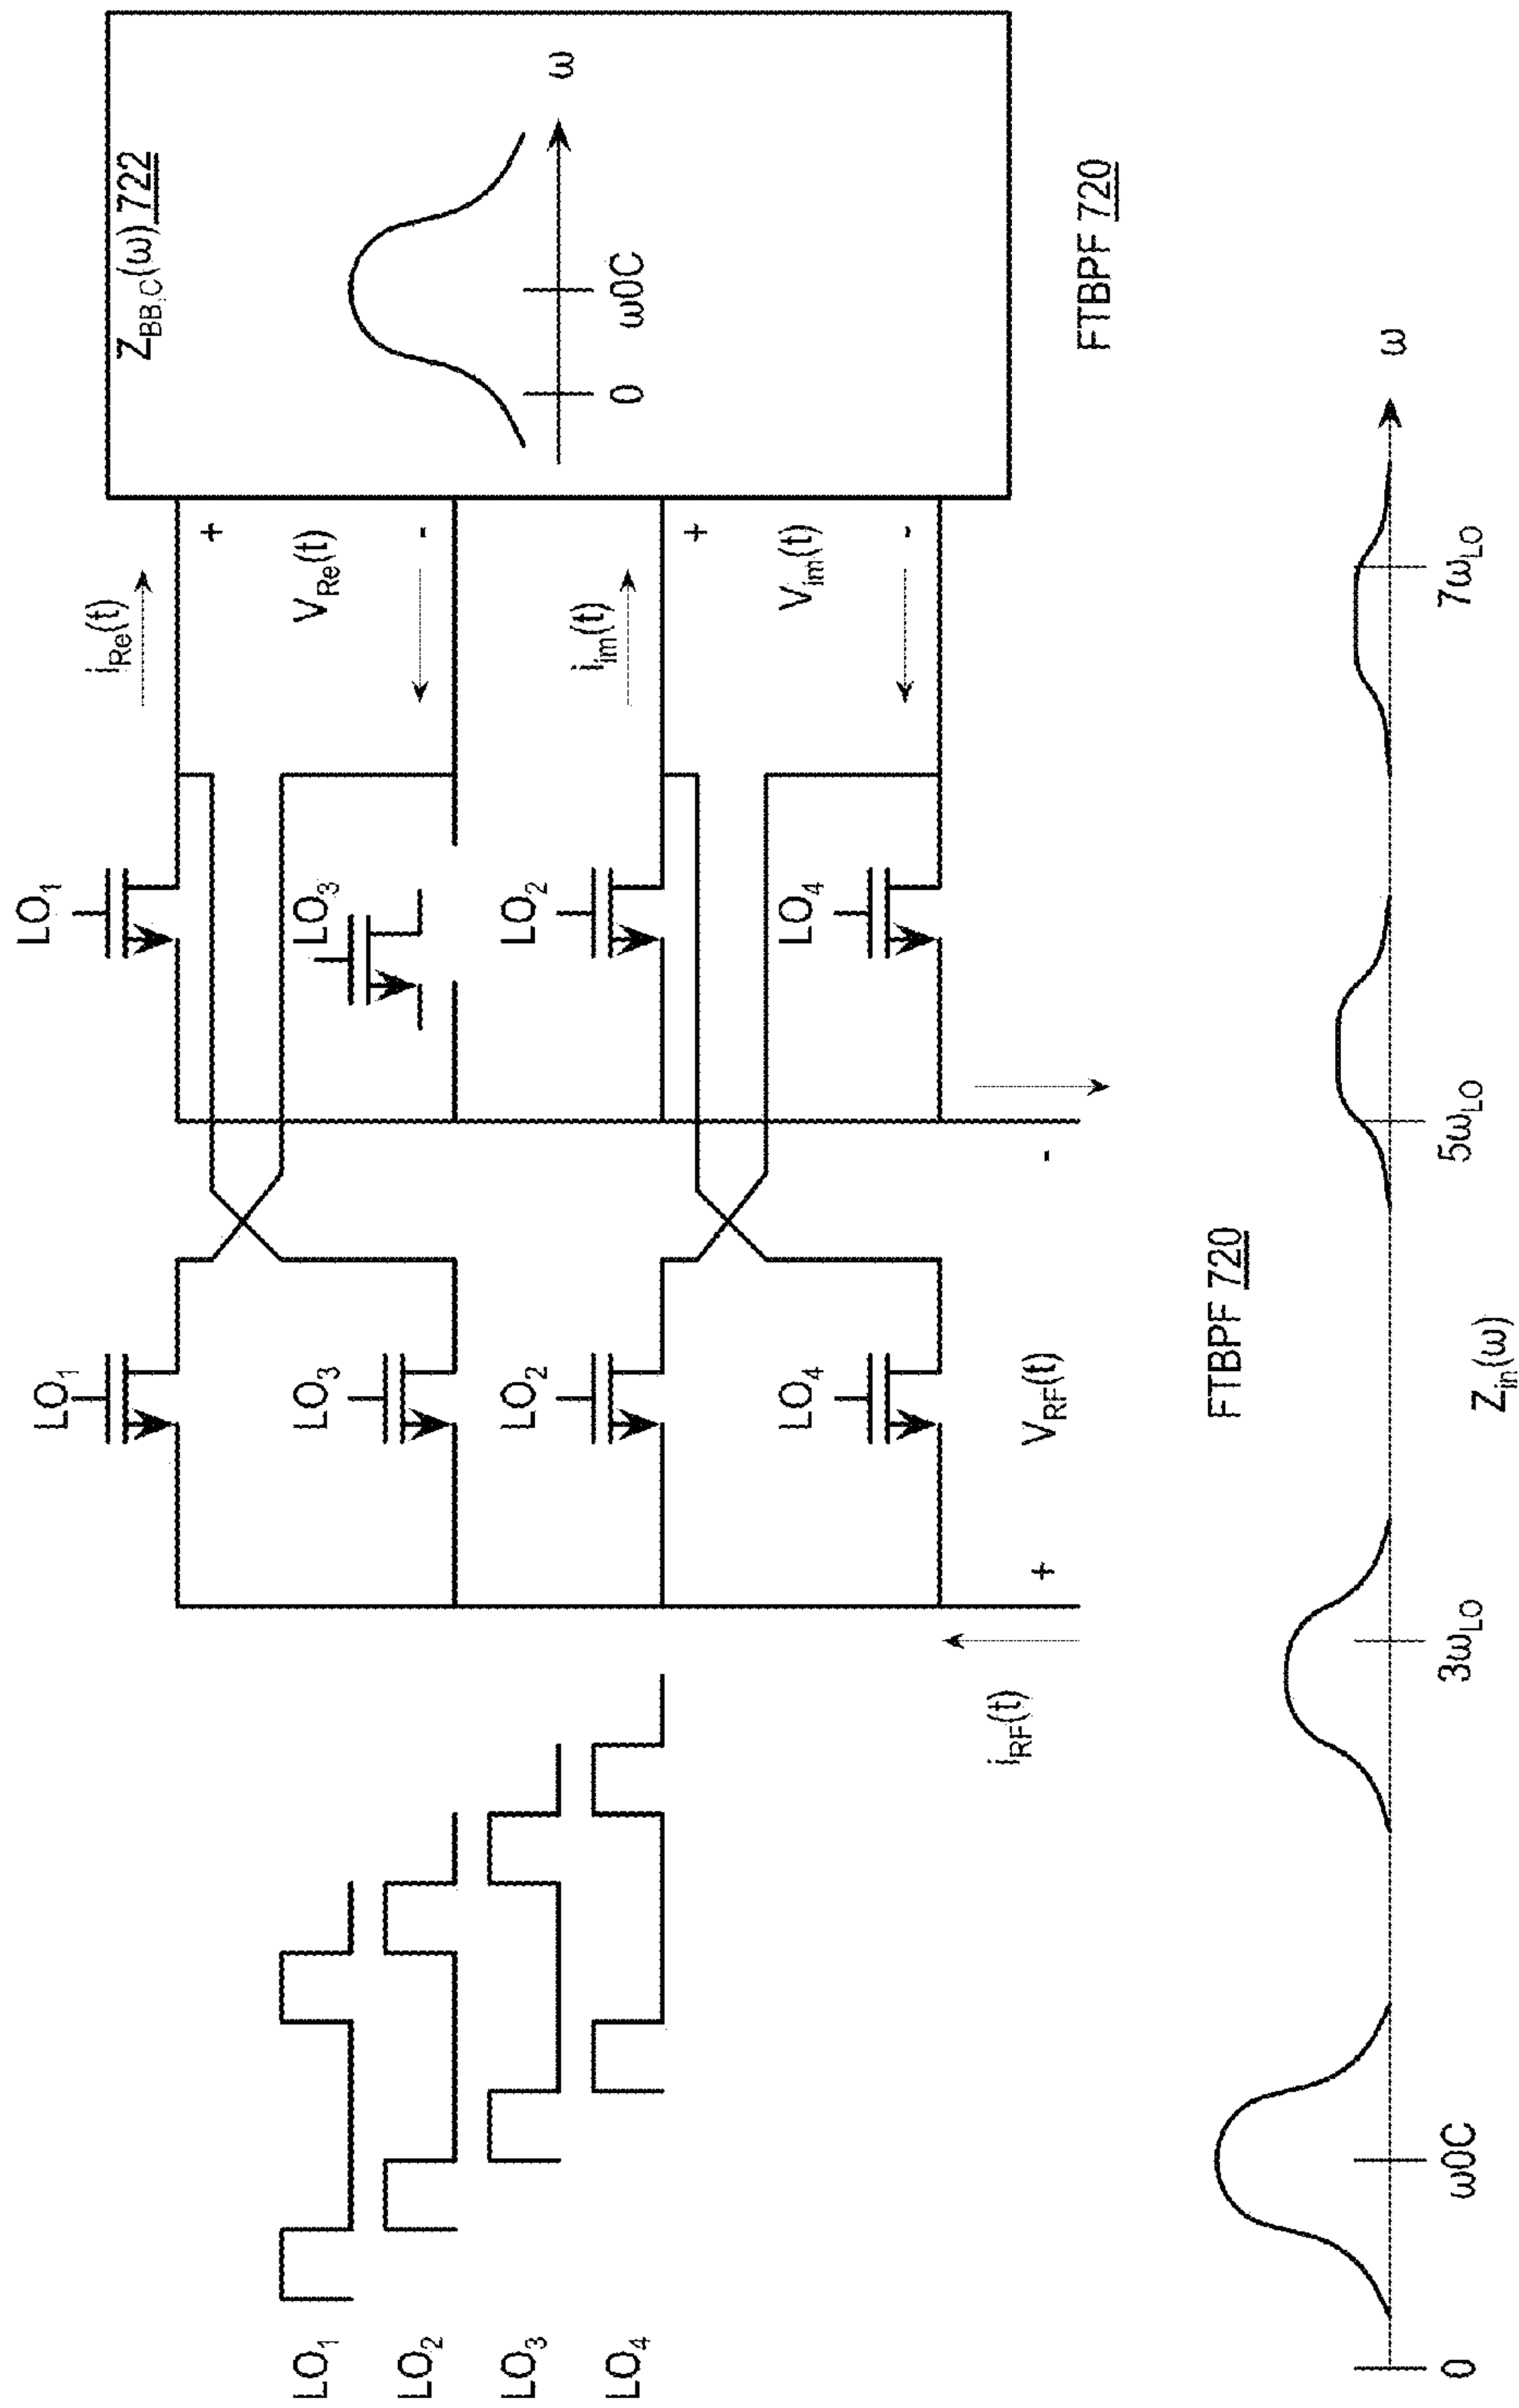 LO1
LO2
LO3
LO4
LO1
LO3
LO2
LO4
iRF(t)
+
VRF(t)
-
LO1
LO3
LO2
LO4
iRe(t)
+
VRe(t)
-
iim(t)
+
Vim(t)
-
ZBB,C(ω) 722
0
ω0C
ω
FTBPF 720
FTBPF 720
0
ω0C
3ωLO
5ωLO
7ωLO
ω
Zin(ω)